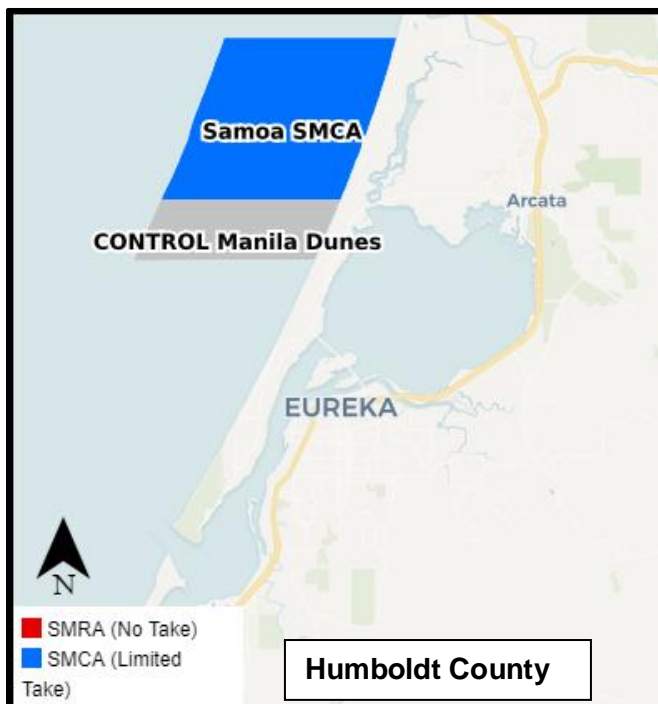 Samoa SMCA
Arcata
CONTROL Manila Dunes
EUREKA
N
SMRA (No Take)
SMCA (Limited
Take)
Humboldt County